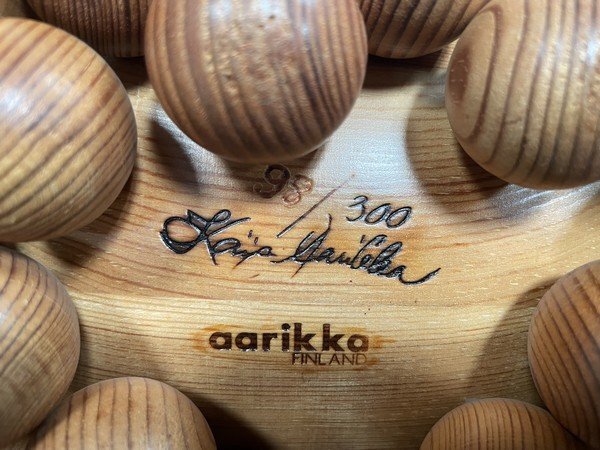 98/300
Kaija Aarikka
aarikka
FINLAND